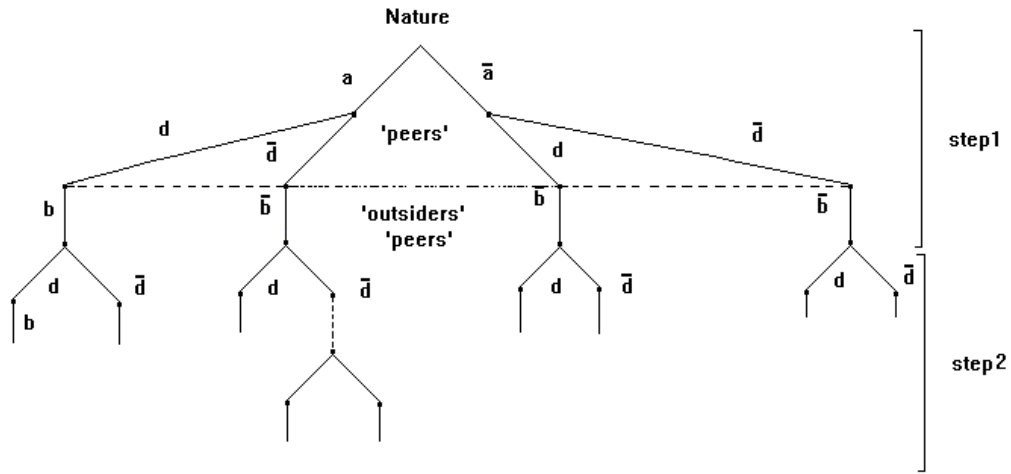 Nature
a ā
d d̄ 'peers' d d̄ step1
b b̄ 'outsiders' b̄ b̄
'peers'
d d̄ d d̄ d d̄ d d̄
b
step2